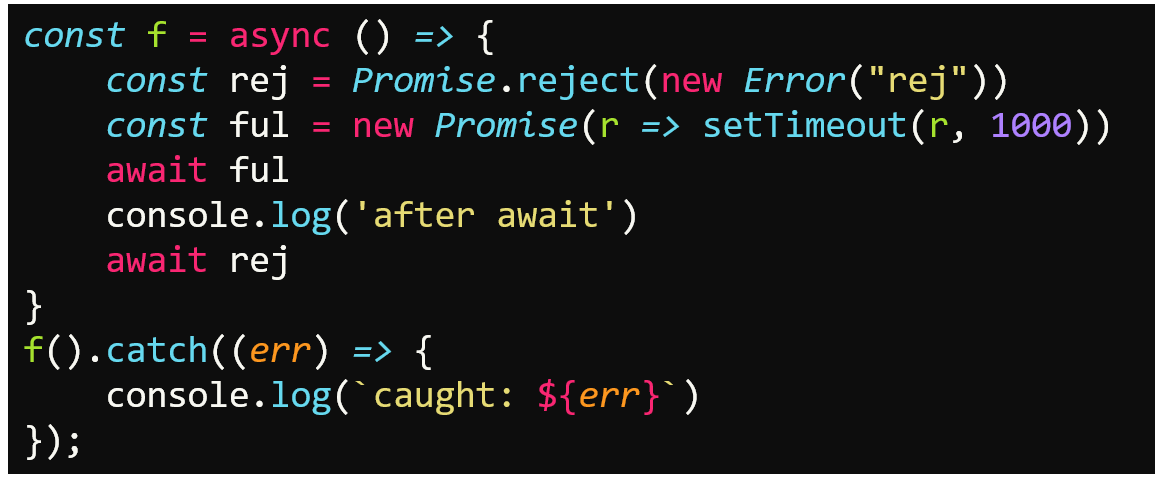 const f = async () => {
    const rej = Promise.reject(new Error("rej"))
    const ful = new Promise(r => setTimeout(r, 1000))
    await ful
    console.log('after await')
    await rej
}
f().catch((err) => {
    console.log(`caught: ${err}`)
});